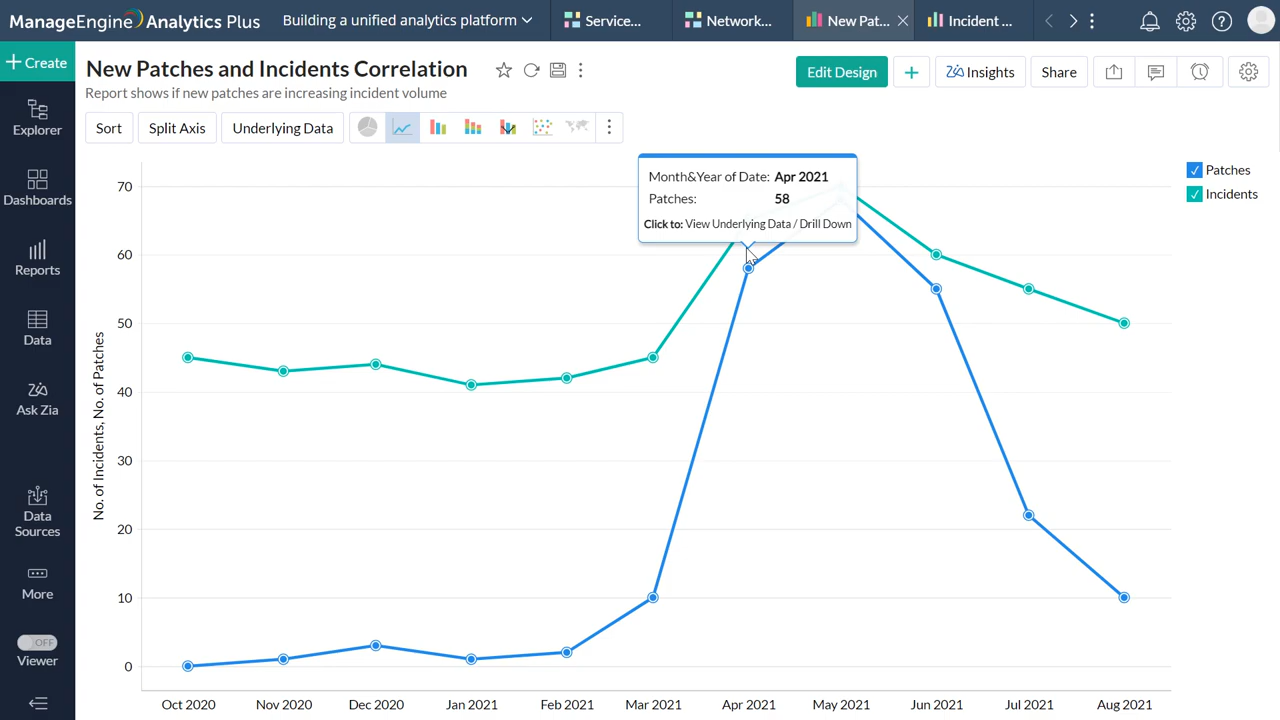 ManageEngine Analytics Plus
Building a unified analytics platform
Service...
Network...
New Pat...
Incident ...
Create
New Patches and Incidents Correlation
Report shows if new patches are increasing incident volume
Edit Design
Insights
Share
Sort
Split Axis
Underlying Data
Explorer
Dashboards
Reports
Data
Ask Zia
Data
Sources
More
OFF
Viewer
Month&Year of Date: Apr 2021
Patches: 58
Click to: View Underlying Data / Drill Down
Patches
Incidents
No. of Incidents, No. of Patches
70
60
50
40
30
20
10
0
Oct 2020
Nov 2020
Dec 2020
Jan 2021
Feb 2021
Mar 2021
Apr 2021
May 2021
Jun 2021
Jul 2021
Aug 2021